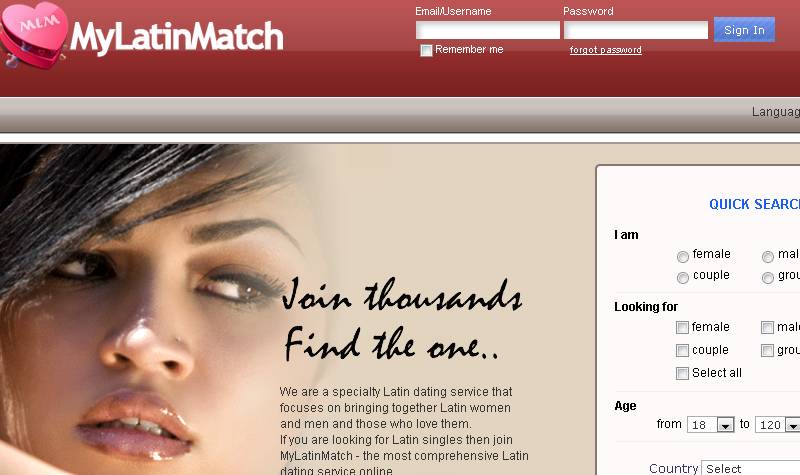 MLM
MyLatinMatch
Email/Username Password
Sign In
Remember me forgot password
Languag
QUICK SEARC
I am
female mal
couple grou
Looking for
female male
couple grou
Select all
Age
from 18 to 120
Country Select
Join thousands
Find the one..
We are a specialty Latin dating service that
focuses on bringing together Latin women
and men and those who love them.
If you are looking for Latin singles then join
MyLatinMatch - the most comprehensive Latin
dating service online